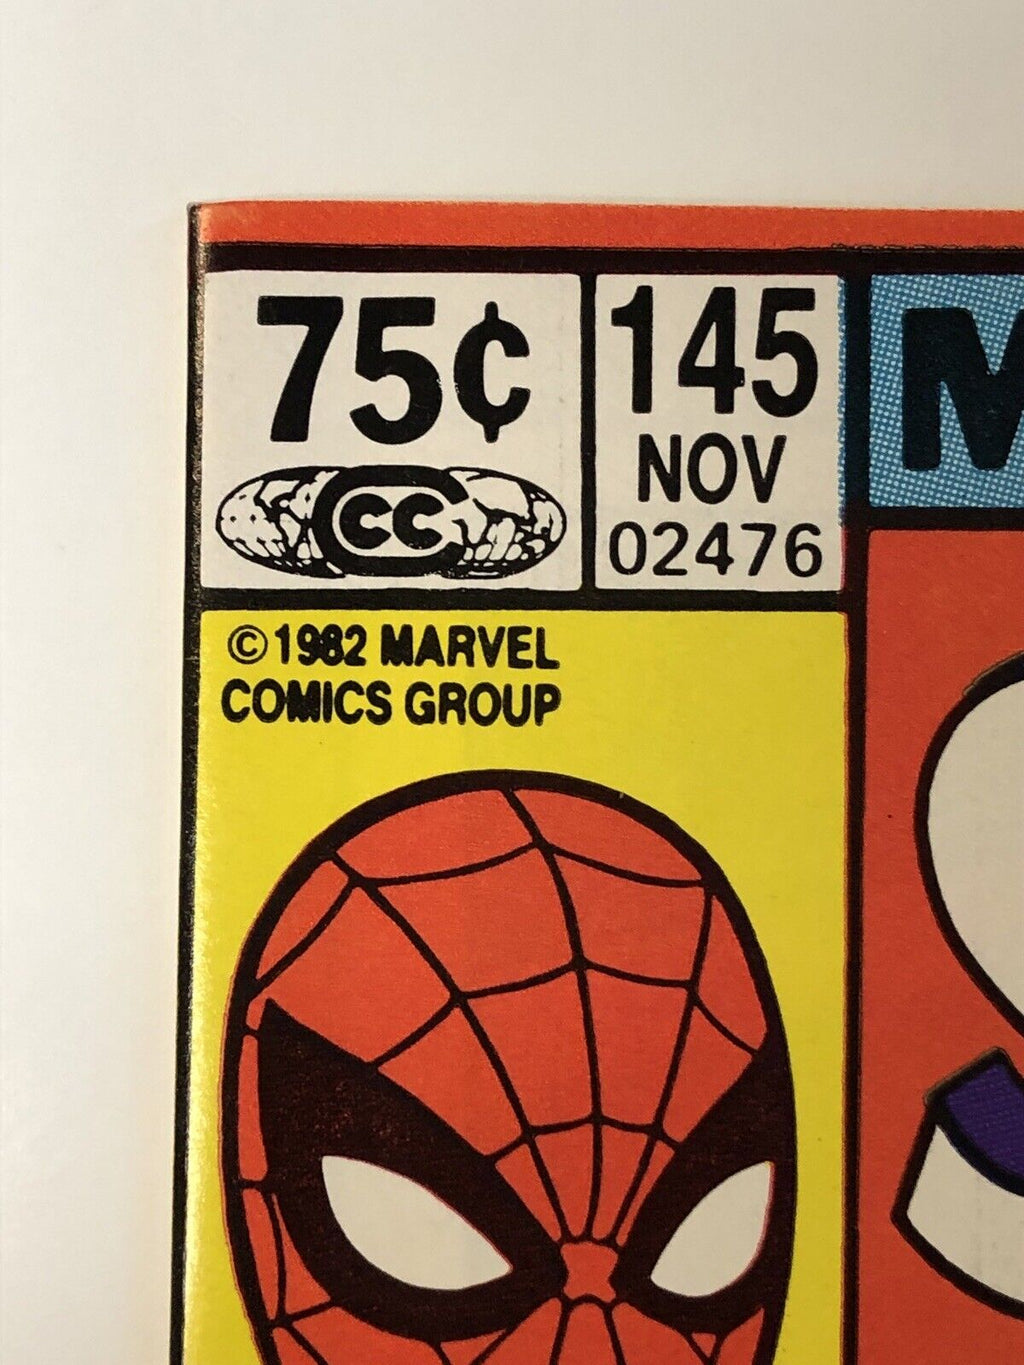 75¢
CC
145
NOV
02476
M
© 1982 MARVEL
COMICS GROUP